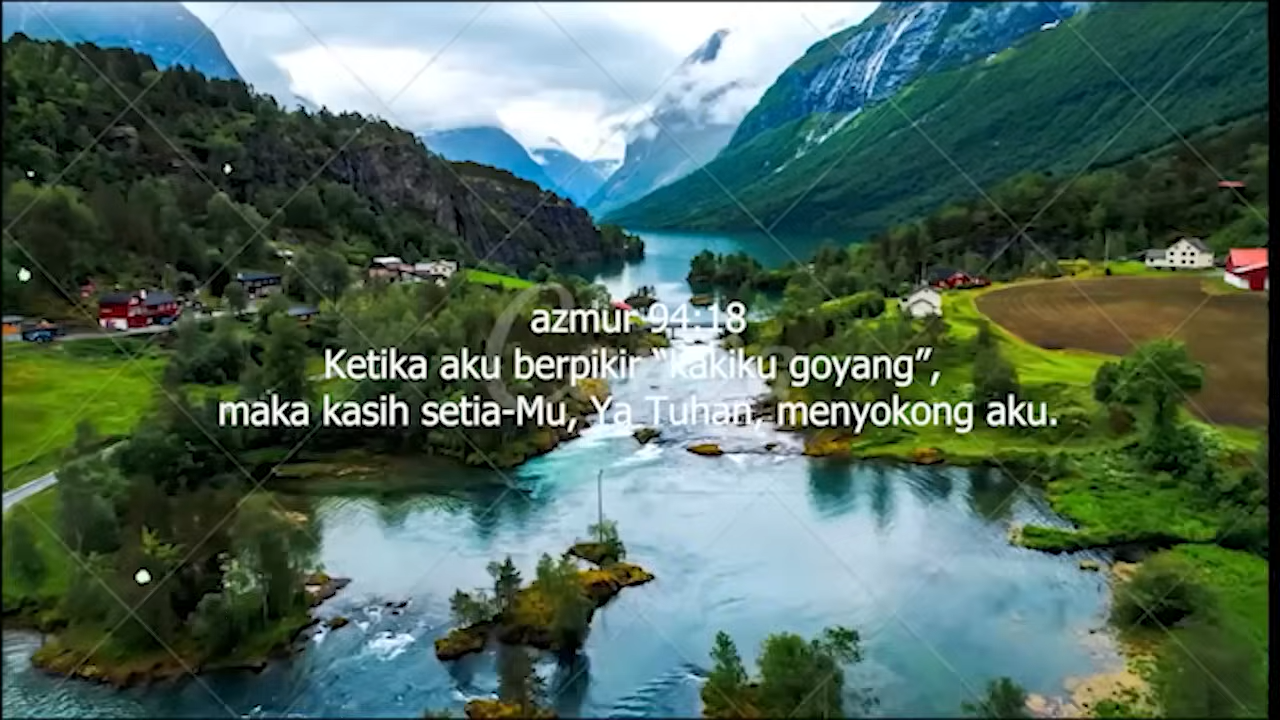 azmur 94:18
Ketika aku berpikir “kakiku goyang”,
maka kasih setia-Mu, Ya Tuhan, menyokong aku.